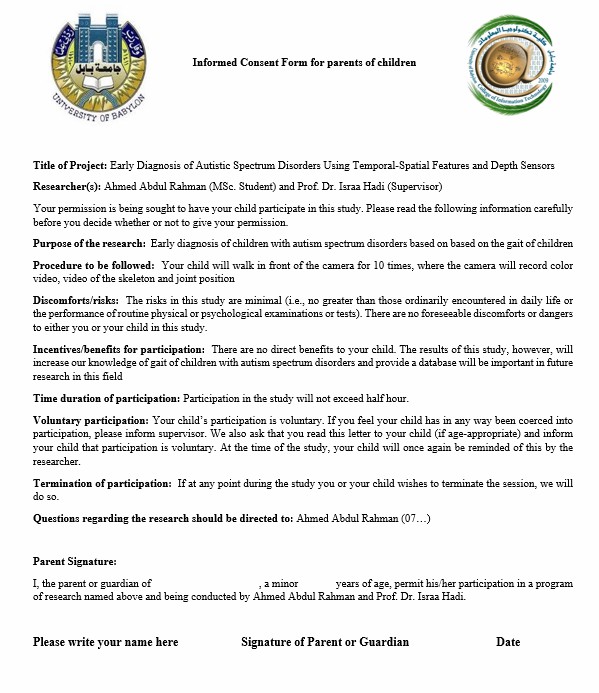 جامعة بابل
UNIVERSITY OF BABYLON
Informed Consent Form for parents of children
كلية تكنولوجيا المعلومات
College of Information Technology
2009
Title of Project: Early Diagnosis of Autistic Spectrum Disorders Using Temporal-Spatial Features and Depth Sensors
Researcher(s): Ahmed Abdul Rahman (MSc. Student) and Prof. Dr. Israa Hadi (Supervisor)
Your permission is being sought to have your child participate in this study. Please read the following information carefully
before you decide whether or not to give your permission.
Purpose of the research: Early diagnosis of children with autism spectrum disorders based on based on the gait of children
Procedure to be followed: Your child will walk in front of the camera for 10 times, where the camera will record color
video, video of the skeleton and joint position
Discomforts/risks: The risks in this study are minimal (i.e., no greater than those ordinarily encountered in daily life or
the performance of routine physical or psychological examinations or tests). There are no foreseeable discomforts or dangers
to either you or your child in this study.
Incentives/benefits for participation: There are no direct benefits to your child. The results of this study, however, will
increase our knowledge of gait of children with autism spectrum disorders and provide a database will be important in future
research in this field
Time duration of participation: Participation in the study will not exceed half hour.
Voluntary participation: Your child's participation is voluntary. If you feel your child has in any way been coerced into
participation, please inform supervisor. We also ask that you read this letter to your child (if age-appropriate) and inform
your child that participation is voluntary. At the time of the study, your child will once again be reminded of this by the
researcher.
Termination of participation: If at any point during the study you or your child wishes to terminate the session, we will
do so.
Questions regarding the research should be directed to: Ahmed Abdul Rahman (07…)
Parent Signature:
I, the parent or guardian of , a minor years of age, permit his/her participation in a program
of research named above and being conducted by Ahmed Abdul Rahman and Prof. Dr. Israa Hadi.
Please write your name here Signature of Parent or Guardian Date